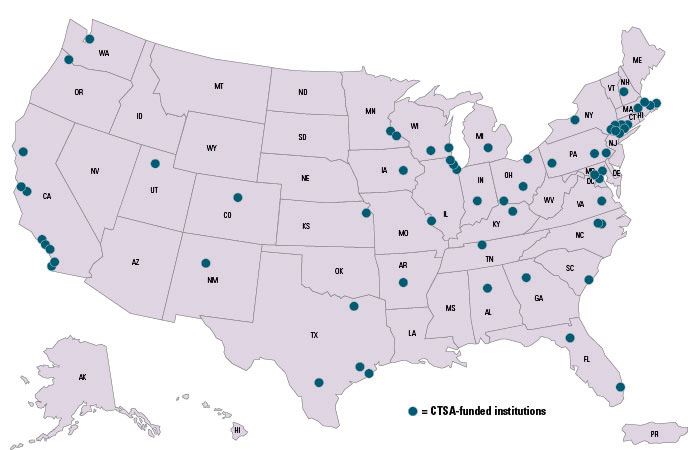 WA
ME
MT
ND
VT
NH
OR
MN
MA
NY
HI
CT
WI
ID
SD
MI
WY
NJ
PA
IA
NE
NV
OH
UT
IN
MD
DE
DC
CA
IL
WV
VA
CO
KS
MO
KY
NC
TN
AZ
OK
AR
SC
NM
MS
AL
GA
TX
LA
FL
AK
= CTSA-funded institutions
HI
PR